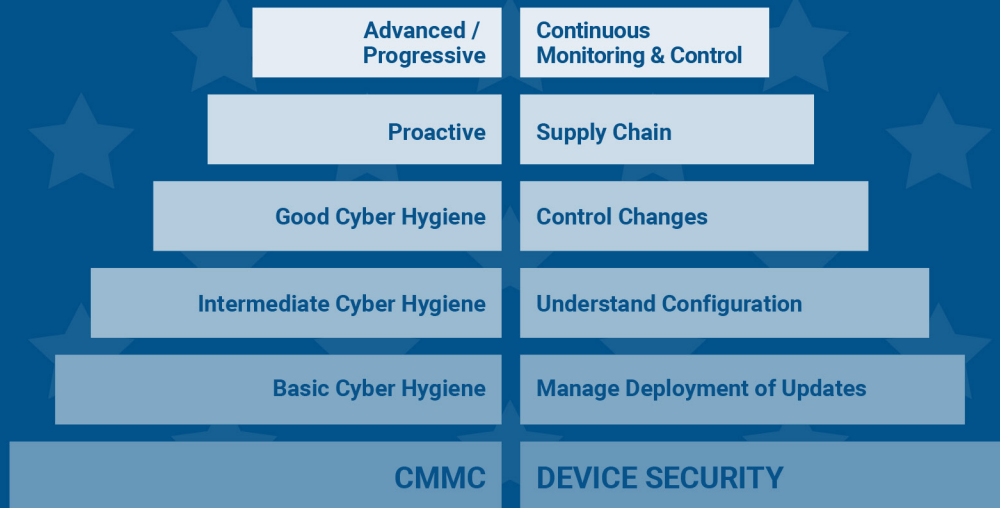 Advanced /
Progressive
Continuous
Monitoring & Control
Proactive
Supply Chain
Good Cyber Hygiene
Control Changes
Intermediate Cyber Hygiene
Understand Configuration
Basic Cyber Hygiene
Manage Deployment of Updates
CMMC
DEVICE SECURITY